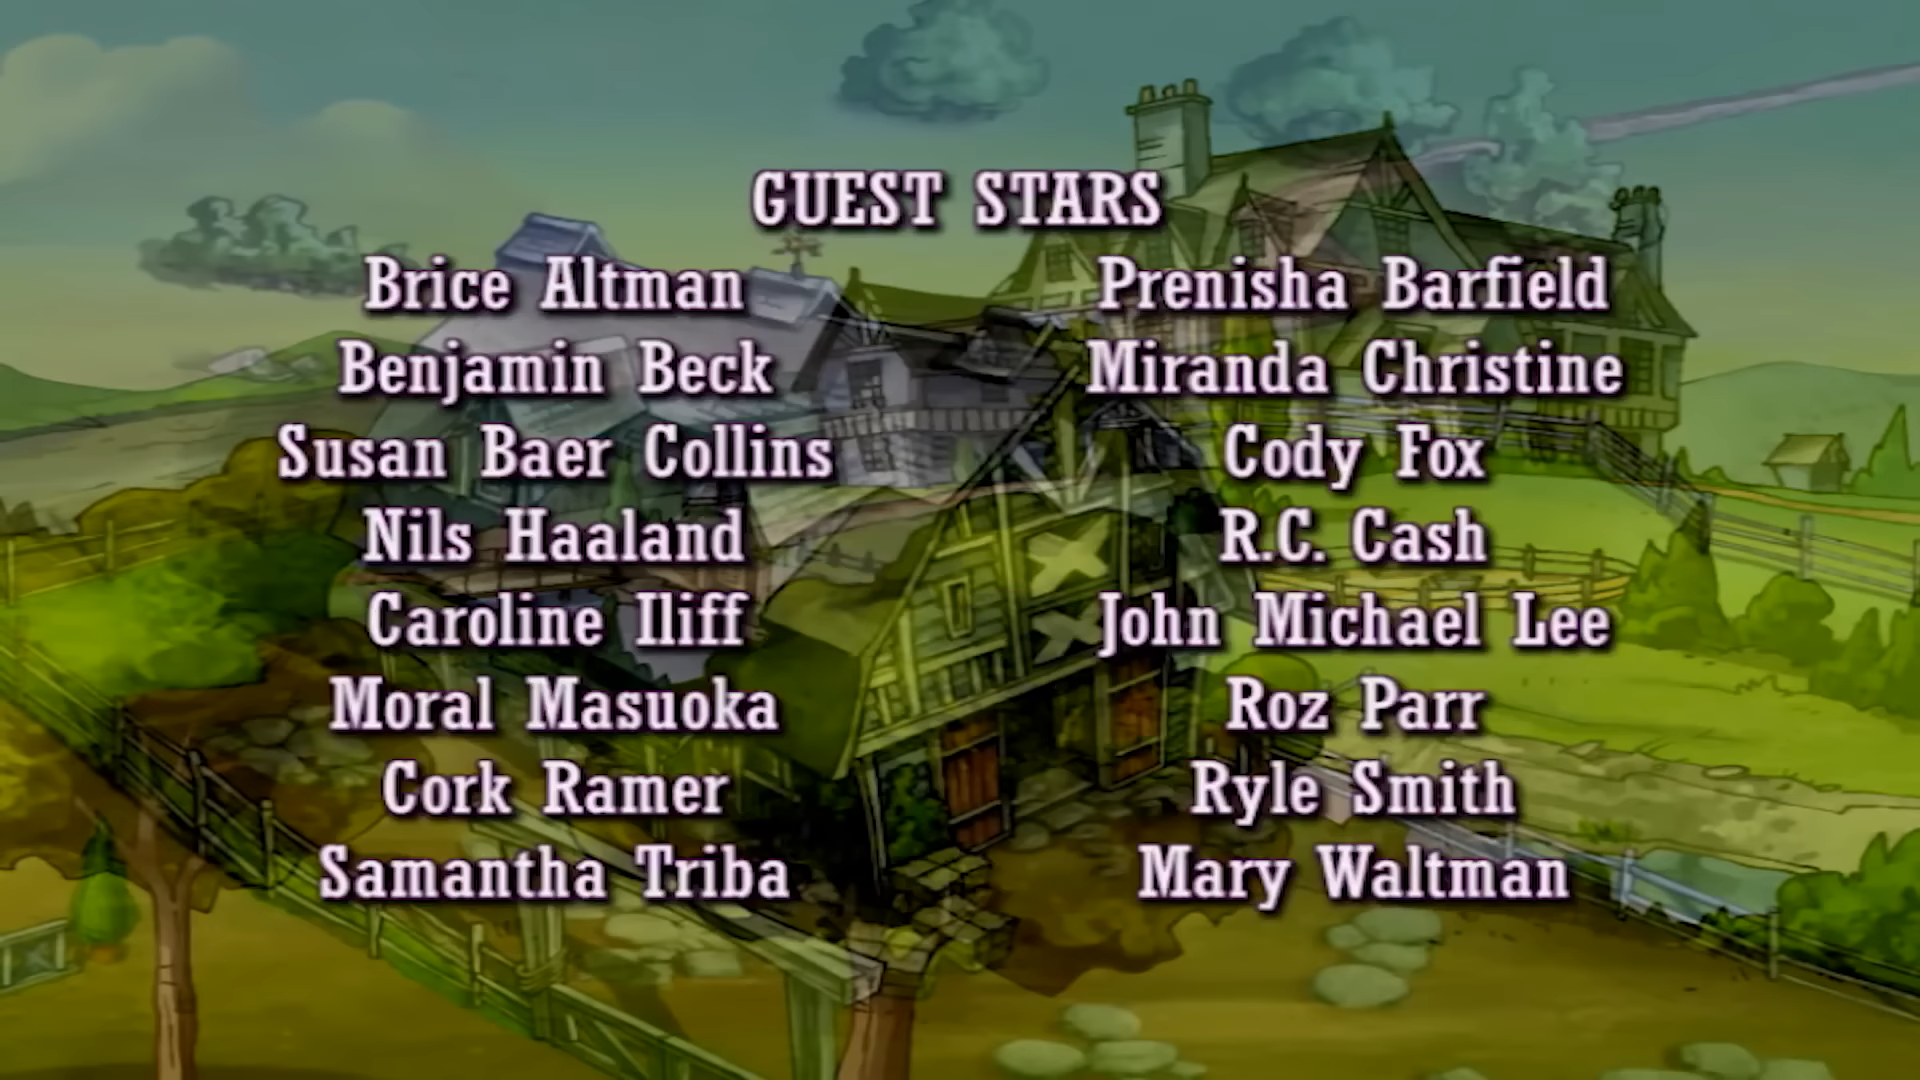 GUEST STARS
Brice Altman
Benjamin Beck
Susan Baer Collins
Nils Haaland
Caroline Iliff
Moral Masuoka
Cork Ramer
Samantha Triba
Prenisha Barfield
Miranda Christine
Cody Fox
R.C. Cash
John Michael Lee
Roz Parr
Ryle Smith
Mary Waltman